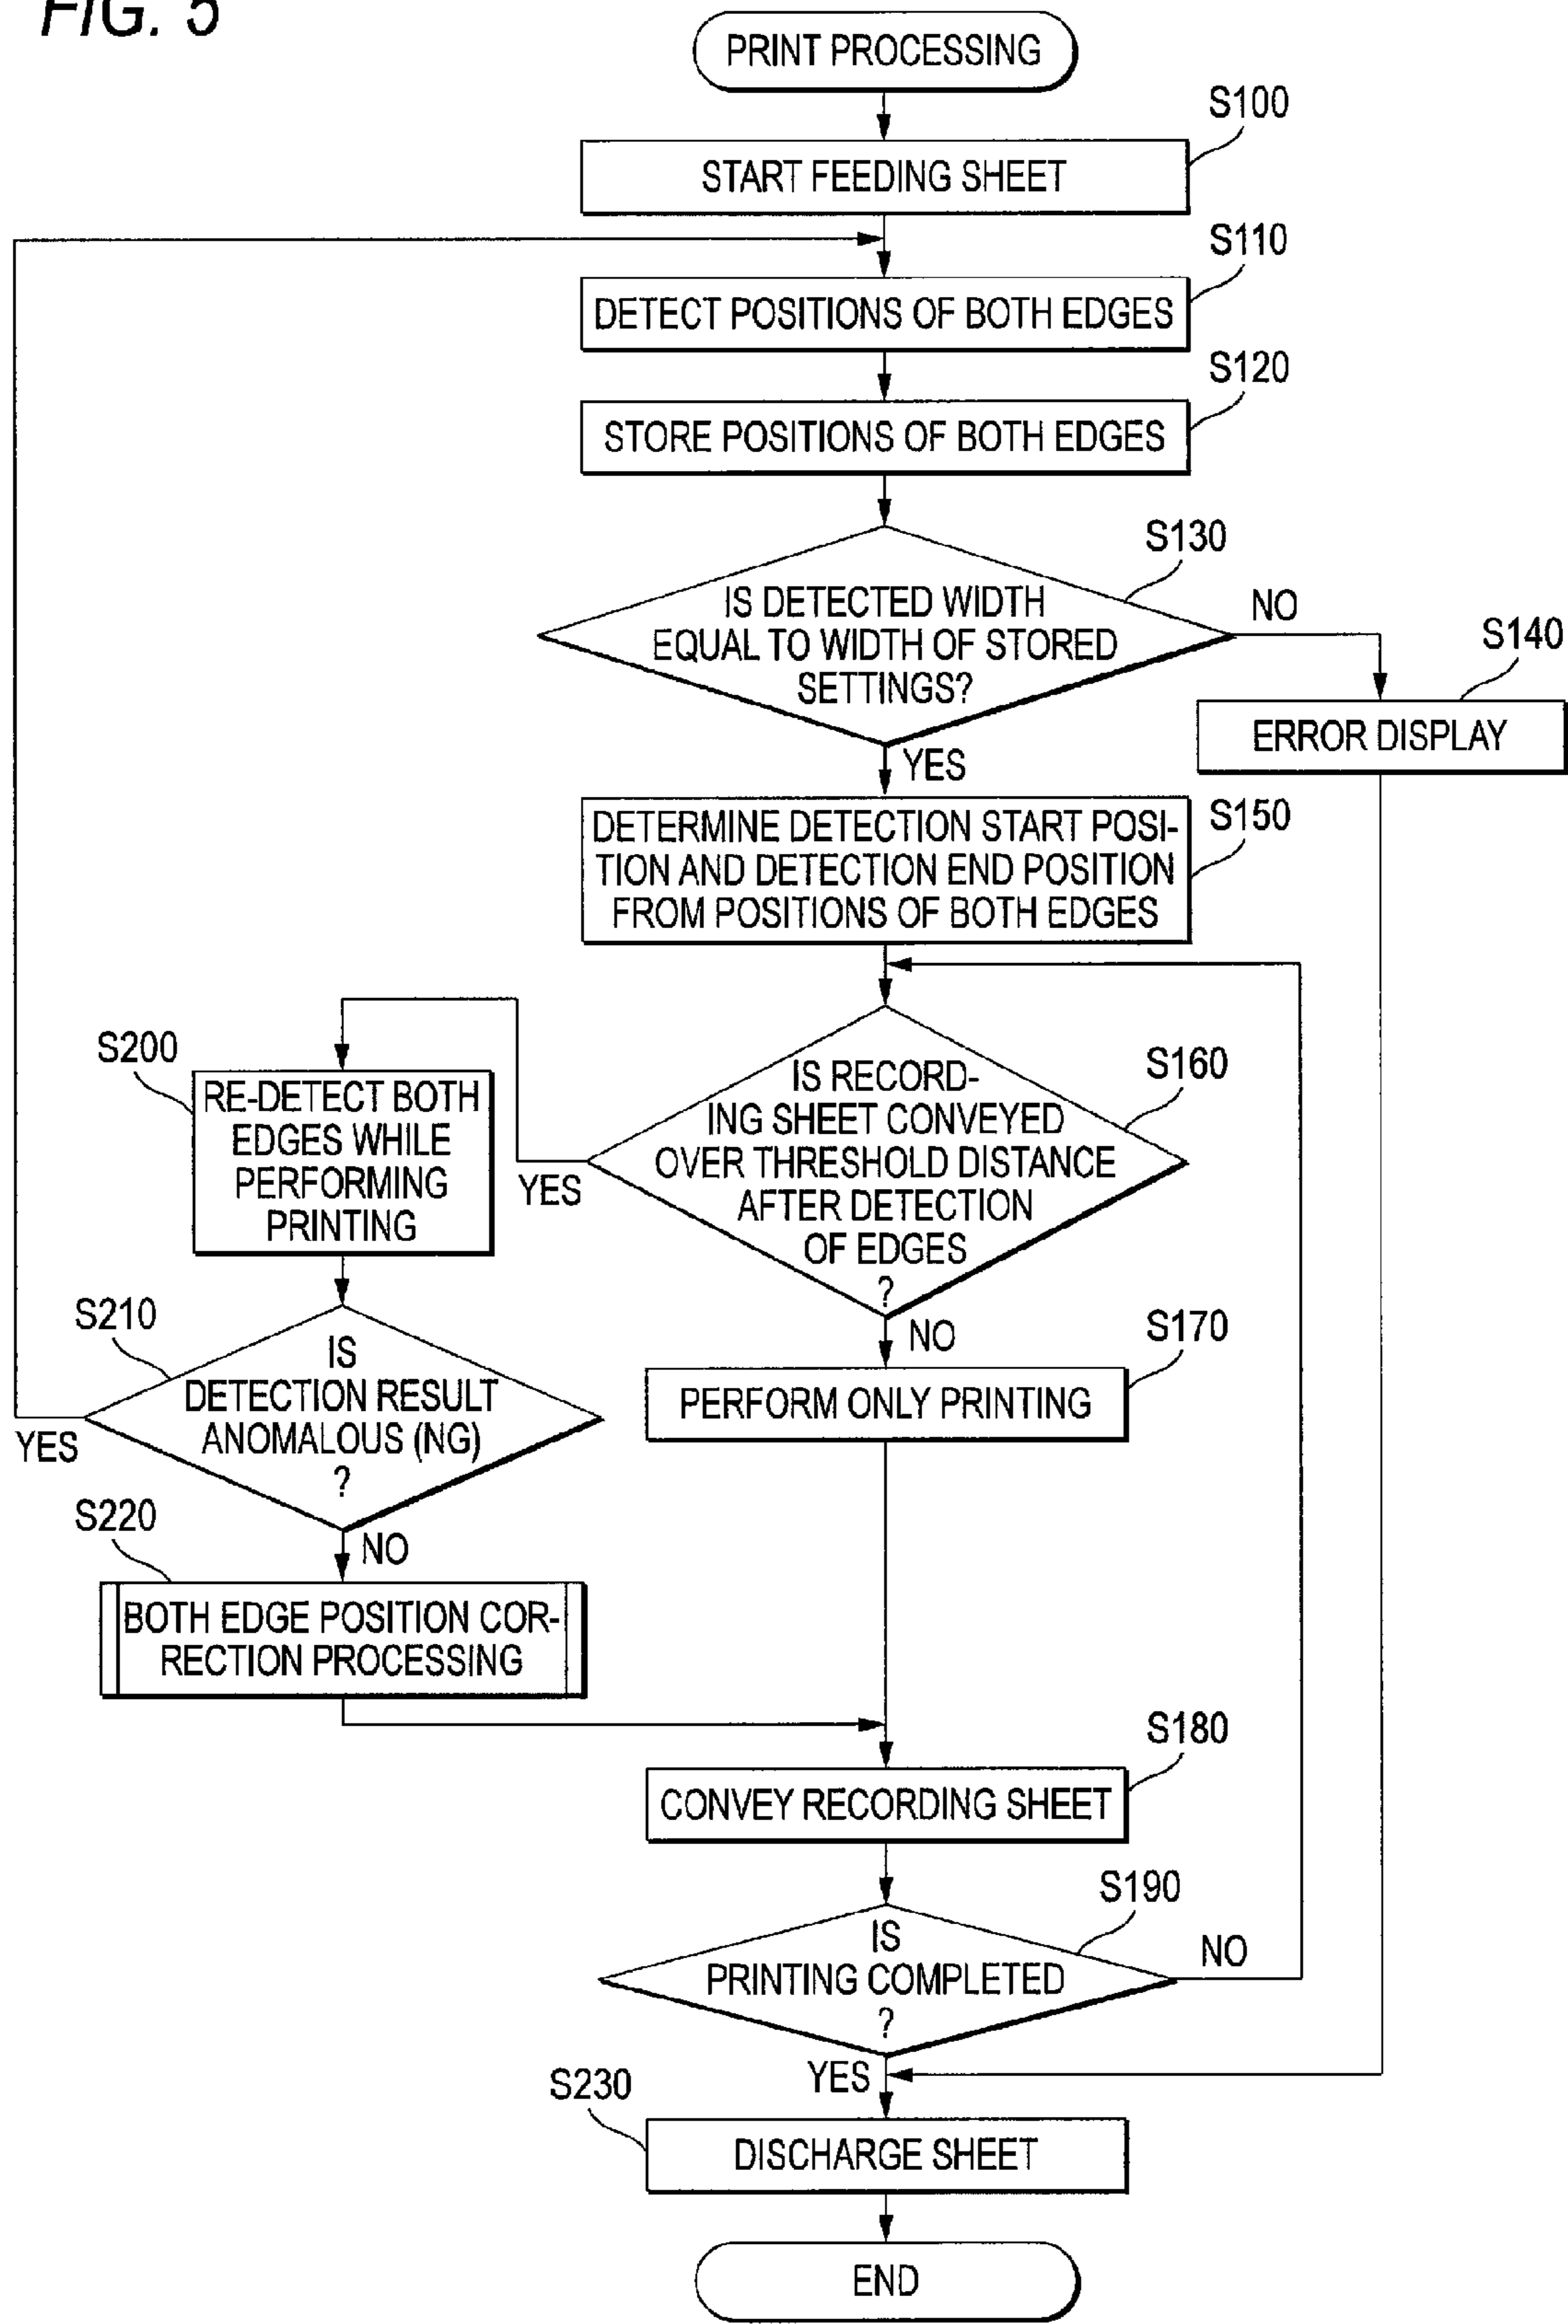 FIG. 5
PRINT PROCESSING
S100
START FEEDING SHEET
S110
DETECT POSITIONS OF BOTH EDGES
S120
STORE POSITIONS OF BOTH EDGES
S130
IS DETECTED WIDTH
EQUAL TO WIDTH OF STORED
SETTINGS?
NO
S140
ERROR DISPLAY
YES
S150
DETERMINE DETECTION START POSI-
TION AND DETECTION END POSITION
FROM POSITIONS OF BOTH EDGES
S160
IS RECORD-
ING SHEET CONVEYED
OVER THRESHOLD DISTANCE
AFTER DETECTION
OF EDGES
?
YES
S200
RE-DETECT BOTH
EDGES WHILE
PERFORMING
PRINTING
NO
S170
PERFORM ONLY PRINTING
S210
IS
DETECTION RESULT
ANOMALOUS (NG)
?
YES
NO
S220
BOTH EDGE POSITION COR-
RECTION PROCESSING
S180
CONVEY RECORDING SHEET
S190
IS
PRINTING COMPLETED
?
NO
YES
S230
DISCHARGE SHEET
END